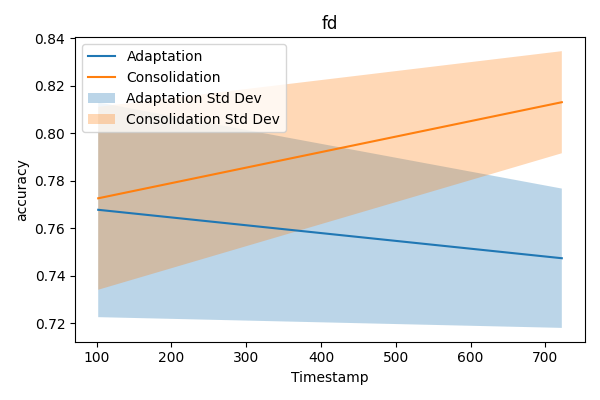 fd
Adaptation
Consolidation
Adaptation Std Dev
Consolidation Std Dev
accuracy
0.84
0.82
0.80
0.78
0.76
0.74
0.72
100 200 300 400 500 600 700
Timestamp